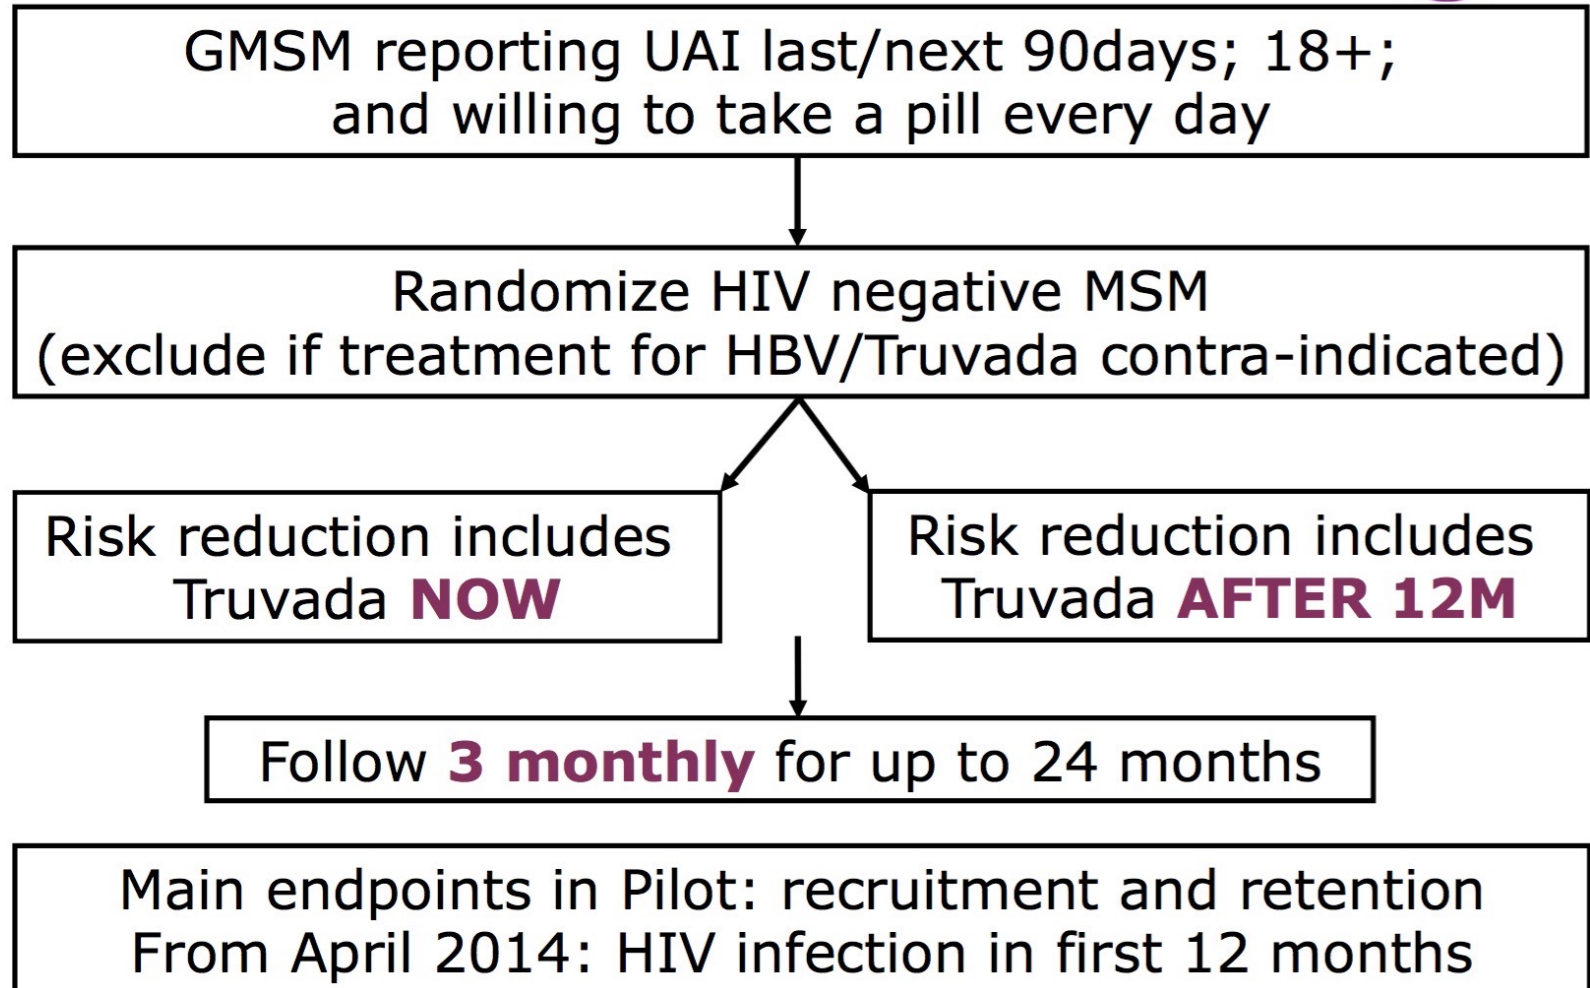 GMSM reporting UAI last/next 90days; 18+;
and willing to take a pill every day
Randomize HIV negative MSM
(exclude if treatment for HBV/Truvada contra-indicated)
Risk reduction includes
Truvada NOW
Risk reduction includes
Truvada AFTER 12M
Follow 3 monthly for up to 24 months
Main endpoints in Pilot: recruitment and retention
From April 2014: HIV infection in first 12 months